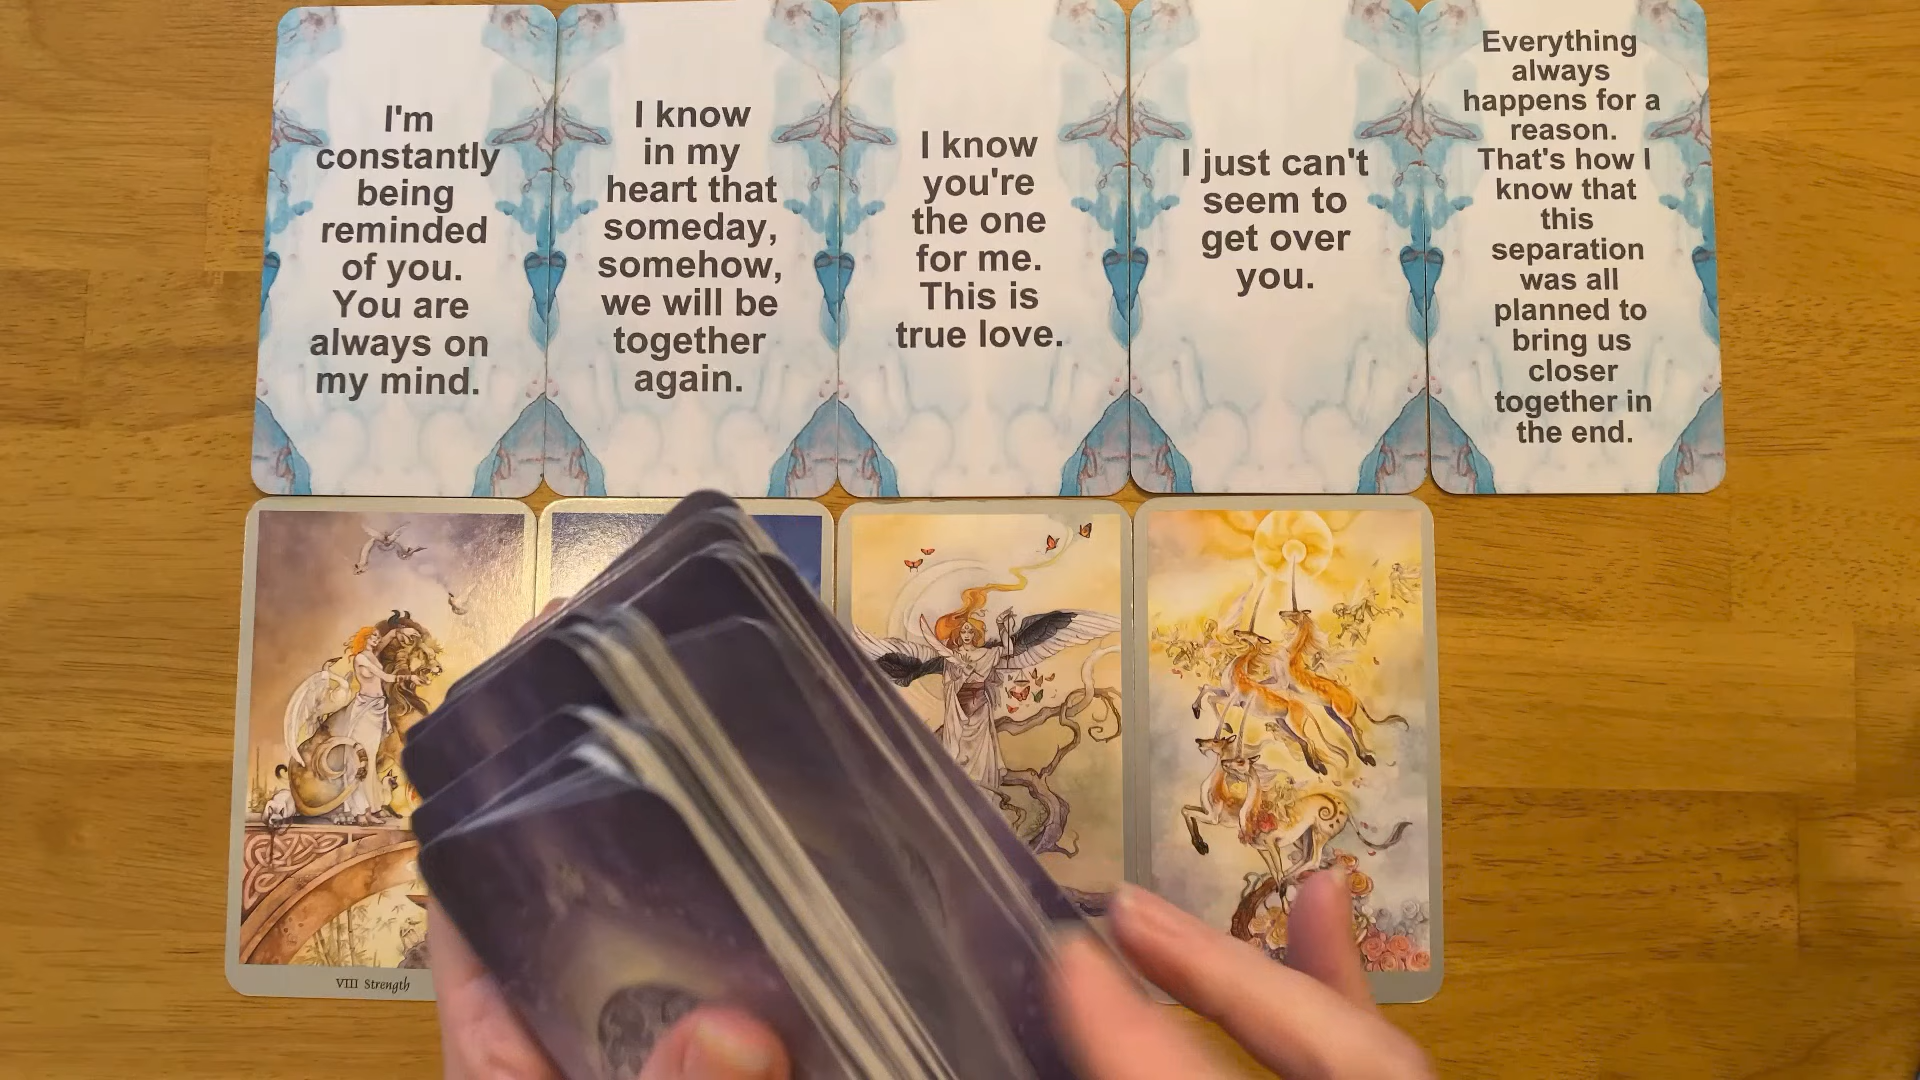 I'm
constantly
being
reminded
of you.
You are
always on
my mind.
I know
in my
heart that
someday,
somehow,
we will be
together
again.
I know
you're
the one
for me.
This is
true love.
I just can't
seem to
get over
you.
Everything
always
happens for a
reason.
That's how I
know that
this
separation
was all
planned to
bring us
closer
together in
the end.
VIII Strength